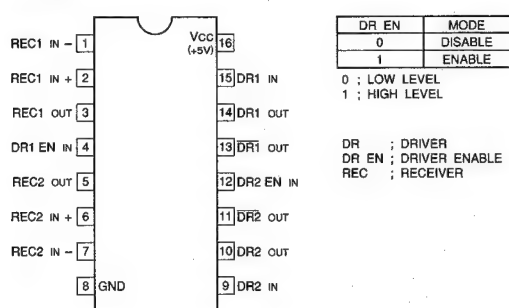 REC1 IN – 1
REC1 IN + 2
REC1 OUT 3
DR1 EN IN 4
REC2 OUT 5
REC2 IN + 6
REC2 IN – 7
8 GND
VCC 16
(+5V)
15 DR1 IN
14 DR1 OUT
13 D̅R̅1̅ OUT
12 DR2 EN IN
11 D̅R̅2̅ OUT
10 DR2 OUT
9 DR2 IN
DR EN MODE
0 DISABLE
1 ENABLE
0 ; LOW LEVEL
1 ; HIGH LEVEL
DR ; DRIVER
DR EN ; DRIVER ENABLE
REC ; RECEIVER